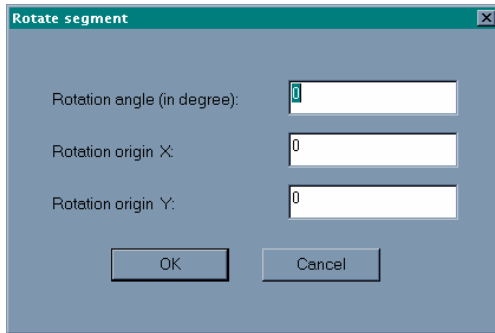 Rotate segment
Rotation angle (in degree): 0
Rotation origin X: 0
Rotation origin Y: 0
OK Cancel